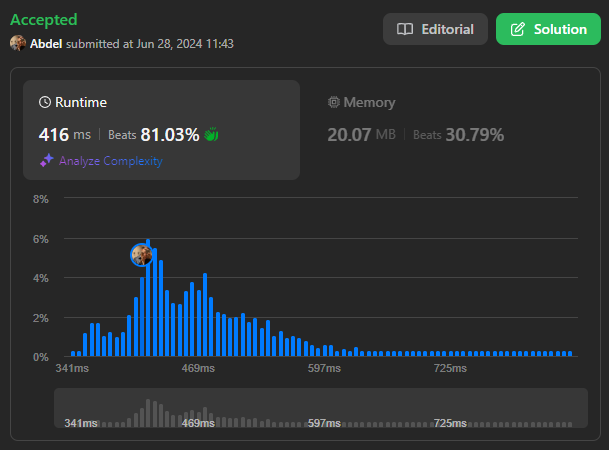 Accepted
Abdel submitted at Jun 28, 2024 11:43
Editorial
Solution
Runtime
416 ms | Beats 81.03%
Analyze Complexity
Memory
20.07 MB | Beats 30.79%
8%
6%
4%
2%
0%
341ms 469ms 597ms 725ms
341ms 469ms 597ms 725ms